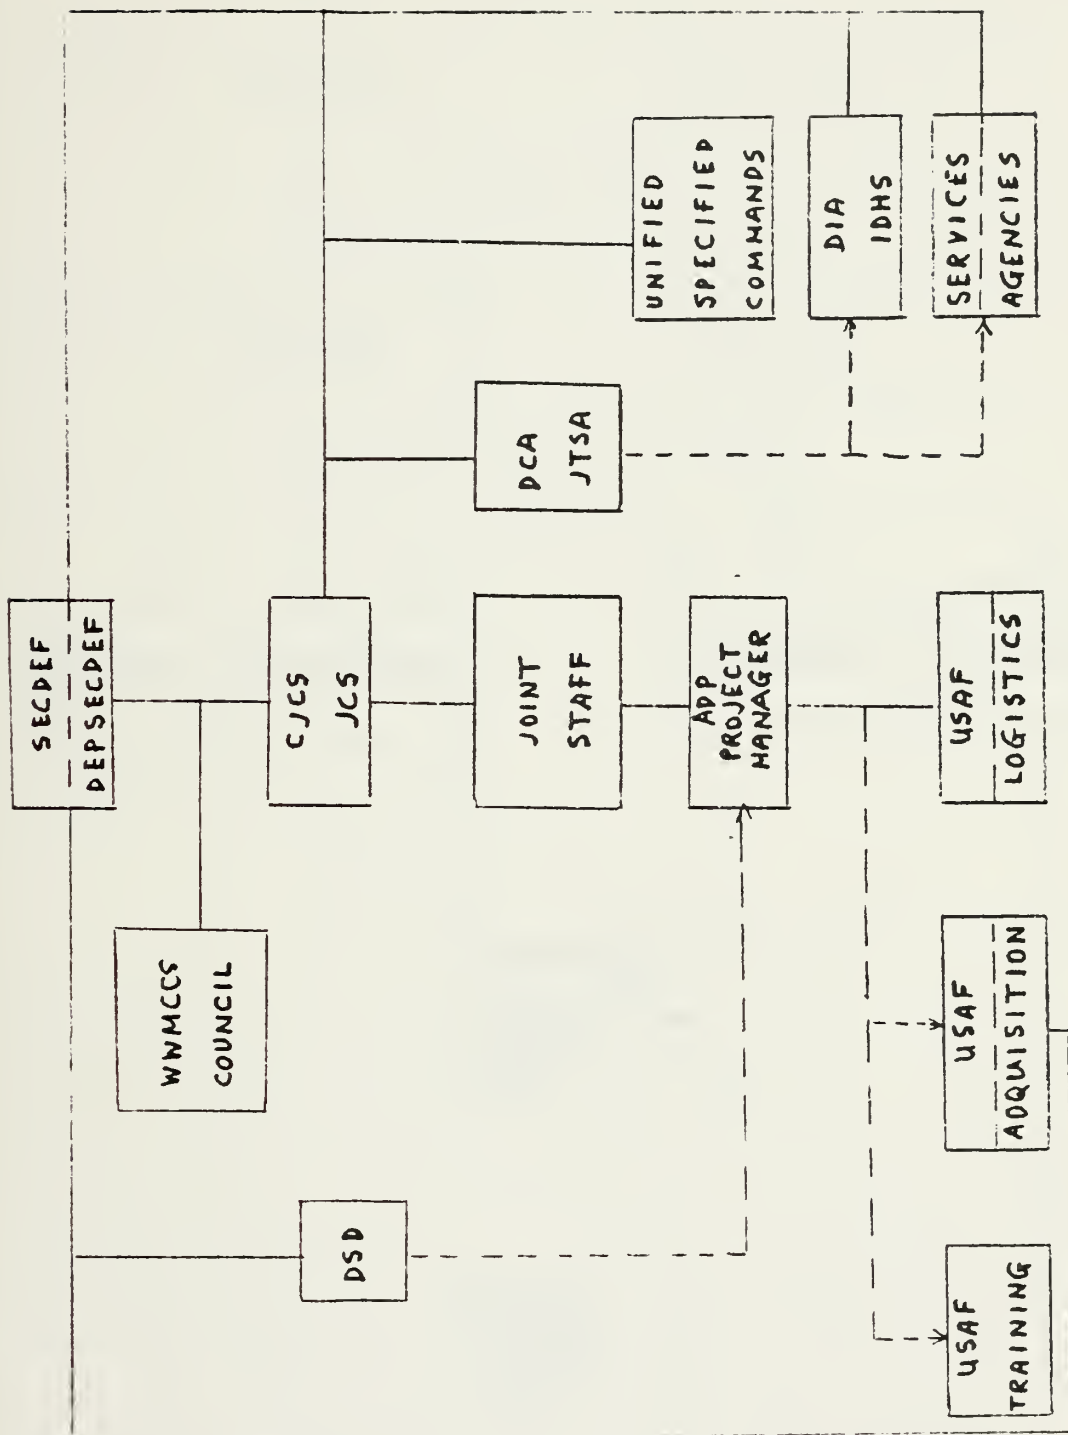 SECDEF
DEPSECDEF
WWMCCS
COUNCIL
CJCS
JCS
DSD
JOINT
STAFF
DCA
JTSA
UNIFIED
SPECIFIED
COMMANDS
ADP
PROJECT
MANAGER
DIA
IDHS
SERVICES
AGENCIES
USAF
TRAINING
USAF
ADQUISITION
USAF
LOGISTICS